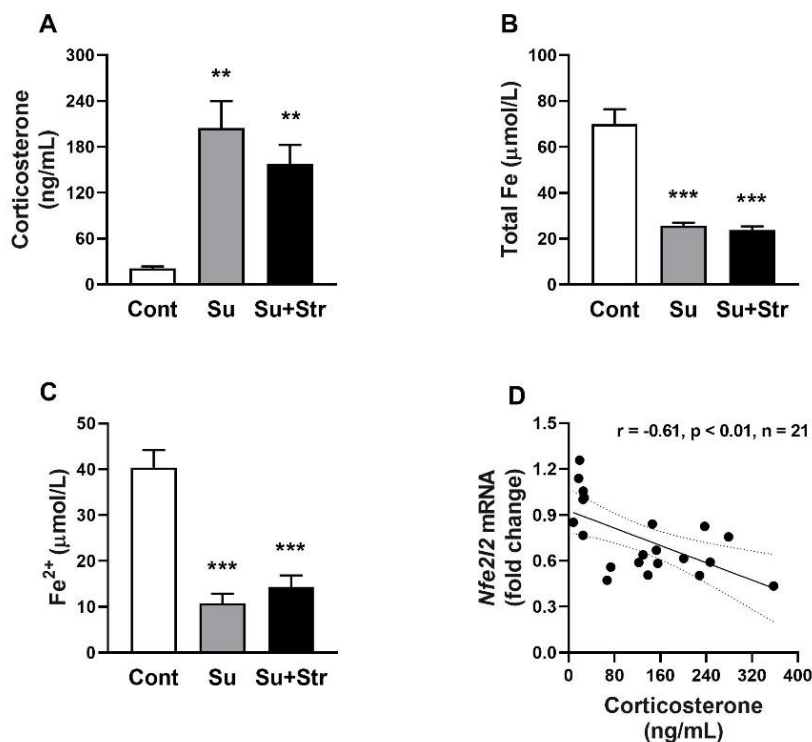 A
Corticosterone
(ng/mL)
300
240
180
120
60
0
**
**
Cont Su Su+Str
B
Total Fe (μmol/L)
100
80
60
40
20
0
***
***
Cont Su Su+Str
C
Fe²⁺ (μmol/L)
50
40
30
20
10
0
***
***
Cont Su Su+Str
D
r = -0.61, p < 0.01, n = 21
Nfe2l2 mRNA
(fold change)
1.5
1.2
0.9
0.6
0.3
0.0
0 80 160 240 320 400
Corticosterone
(ng/mL)